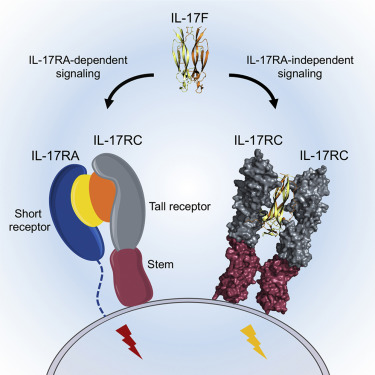 IL-17F
IL-17RA-dependent
signaling
IL-17RA-independent
signaling
IL-17RC
IL-17RA
Short
receptor
Tall receptor
Stem
IL-17RC
IL-17RC